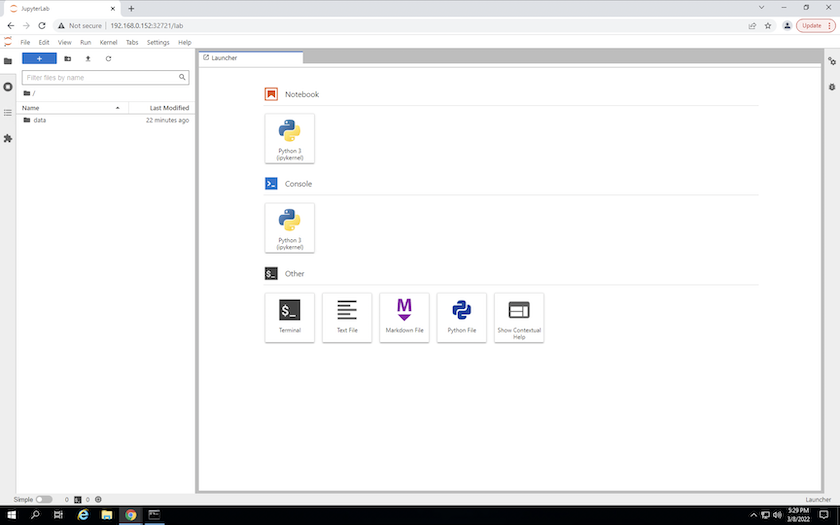 JupyterLab
Not secure | 192.168.0.152:32721/lab
Update
File Edit View Run Kernel Tabs Settings Help
+
Launcher
Filter files by name
/
Name Last Modified
data 22 minutes ago
Notebook
Python 3
(ipykernel)
Console
Python 3
(ipykernel)
$_ Other
$_
Terminal
Text File
M
Markdown File
Python File
Show Contextual
Help
Simple 0 $_ 0
Launcher
5:29 PM
3/8/2022